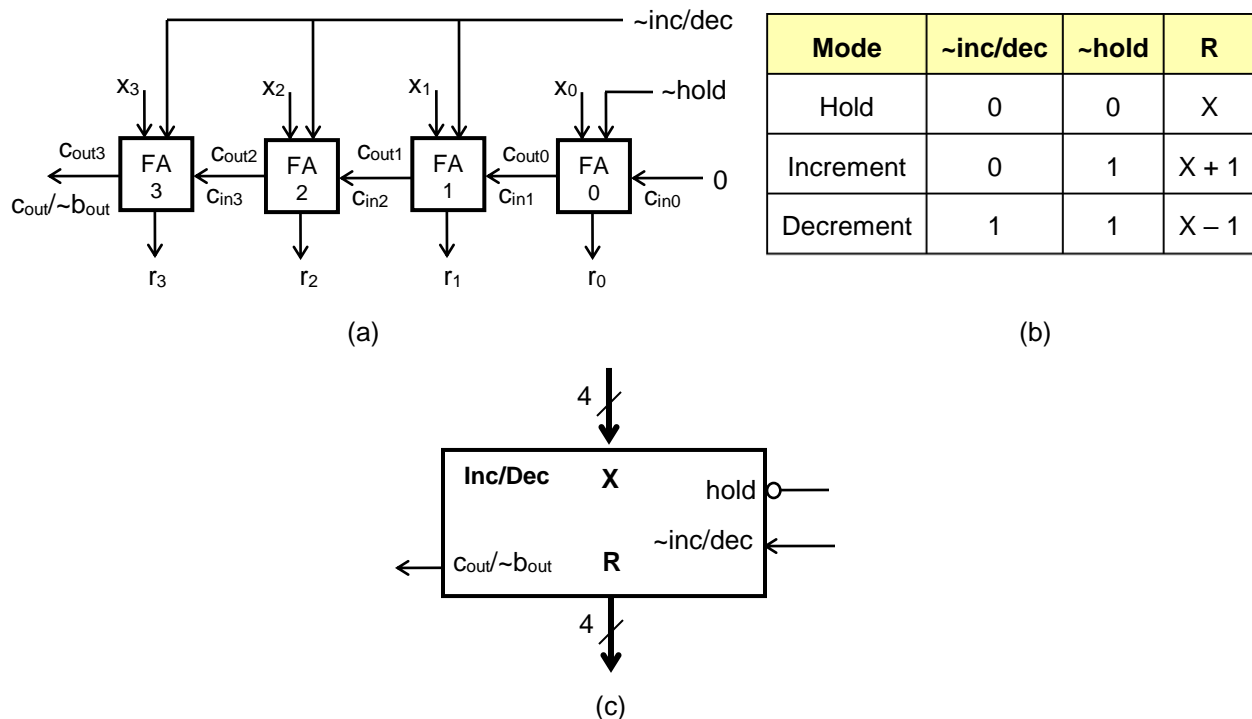 ~inc/dec
Mode ~inc/dec ~hold R
x3 x2 x1 x0 ~hold
Hold 0 0 X
cout3 FA 3 cout2 FA 2 cout1 FA 1 cout0 FA 0
cout/~bout cin3 cin2 cin1 cin0 0
Increment 0 1 X + 1
Decrement 1 1 X – 1
r3 r2 r1 r0
(a)
(b)
4
Inc/Dec X
hold
~inc/dec
cout/~bout R
4
(c)